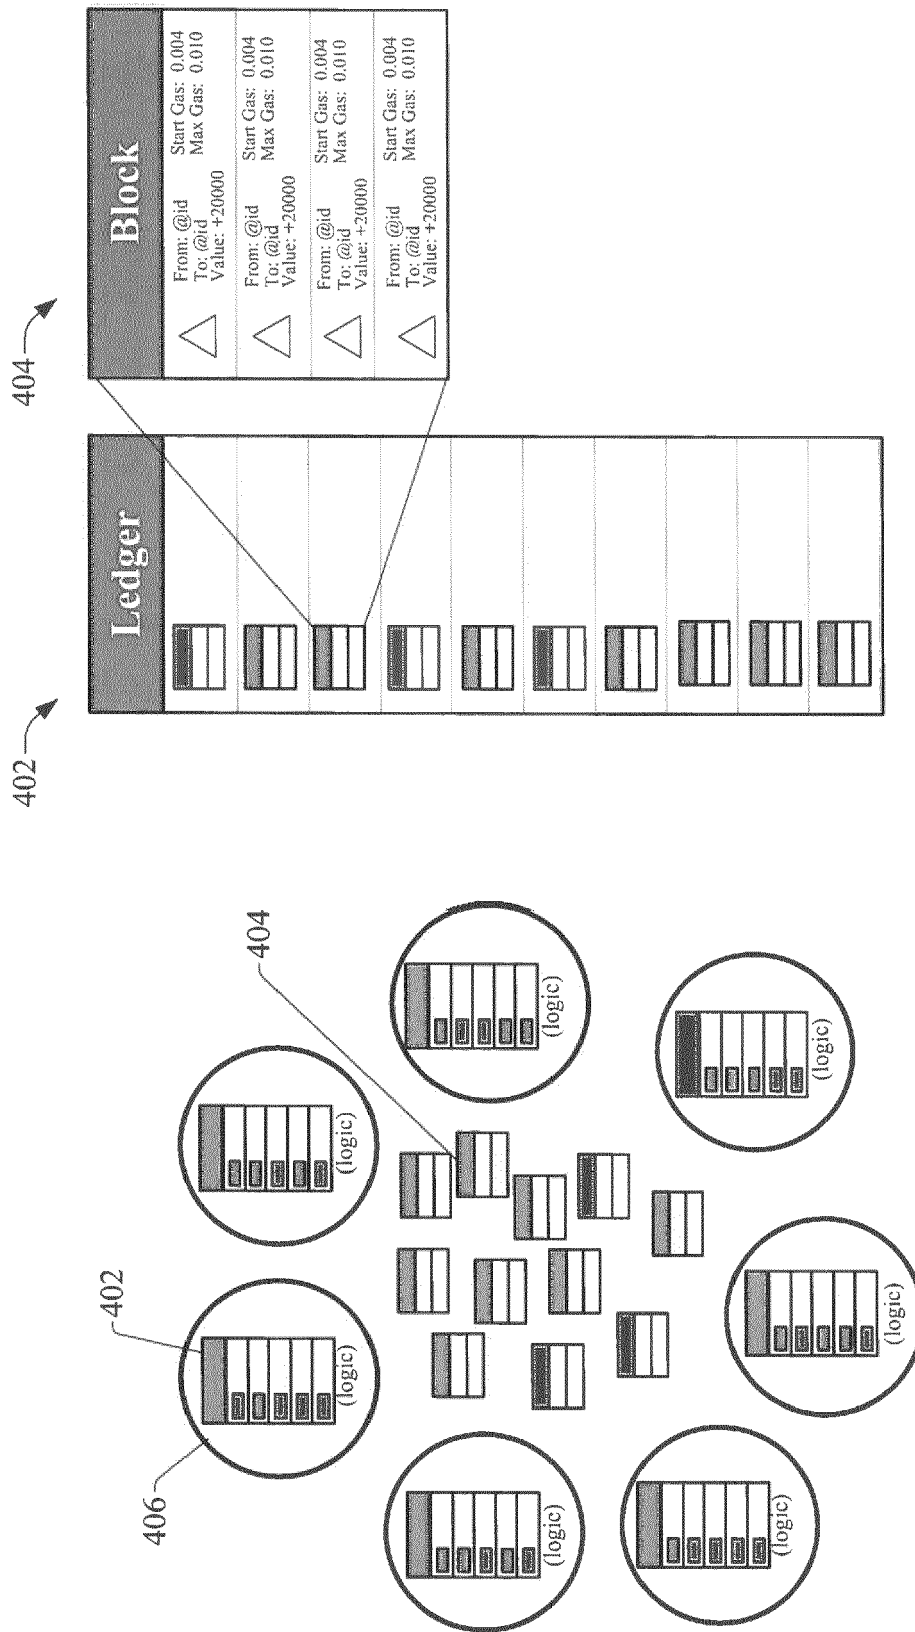 402
406
404
(logic)
(logic)
(logic)
(logic)
(logic)
(logic)
(logic)
402
Ledger
404
Block
From: @id Start Gas: 0.004
To: @id Max Gas: 0.010
Value: +20000
From: @id Start Gas: 0.004
To: @id Max Gas: 0.010
Value: +20000
From: @id Start Gas: 0.004
To: @id Max Gas: 0.010
Value: +20000
From: @id Start Gas: 0.004
To: @id Max Gas: 0.010
Value: +20000